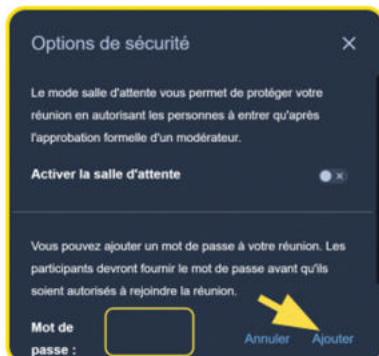 Options de sécurité
Le mode salle d'attente vous permet de protéger votre
réunion en autorisant les personnes à entrer qu'après
l'approbation formelle d'un modérateur.
Activer la salle d'attente
Vous pouvez ajouter un mot de passe à votre réunion. Les
participants devront fournir le mot de passe avant qu'ils
soient autorisés à rejoindre la réunion.
Mot de
passe :
Annuler Ajouter